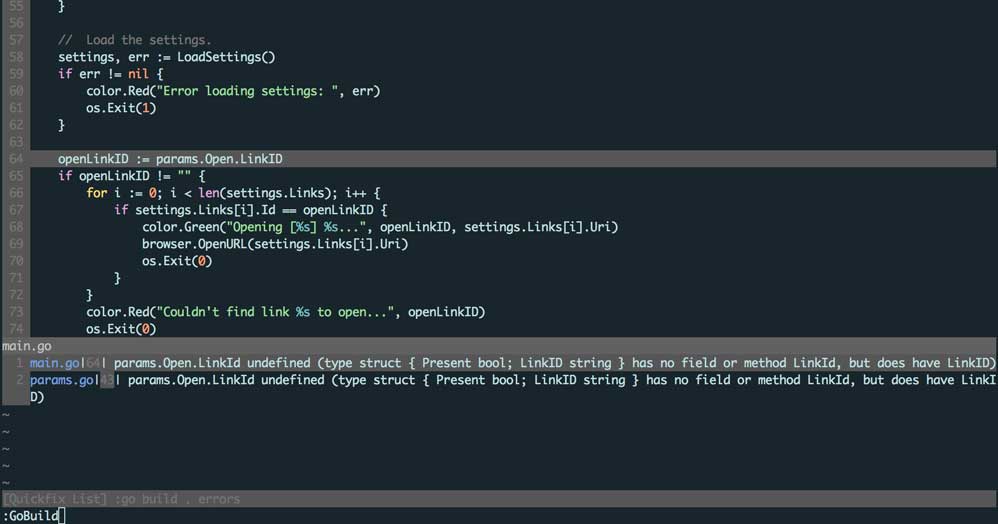 55     }
56
57     //  Load the settings.
58     settings, err := LoadSettings()
59     if err != nil {
60         color.Red("Error loading settings: ", err)
61         os.Exit(1)
62     }
63
64     openLinkID := params.Open.LinkID
65     if openLinkID != "" {
66         for i := 0; i < len(settings.Links); i++ {
67             if settings.Links[i].Id == openLinkID {
68                 color.Green("Opening [%s] %s...", openLinkID, settings.Links[i].Uri)
69                 browser.OpenURL(settings.Links[i].Uri)
70                 os.Exit(0)
71             }
72         }
73         color.Red("Couldn't find link %s to open...", openLinkID)
74         os.Exit(0)
main.go
1 main.go|64| params.Open.LinkId undefined (type struct { Present bool; LinkID string } has no field or method LinkId, but does have LinkID)
2 params.go|43| params.Open.LinkId undefined (type struct { Present bool; LinkID string } has no field or method LinkId, but does have LinkI
D)
~
~
~
~
~
[Quickfix List] :go build . errors
:GoBuild